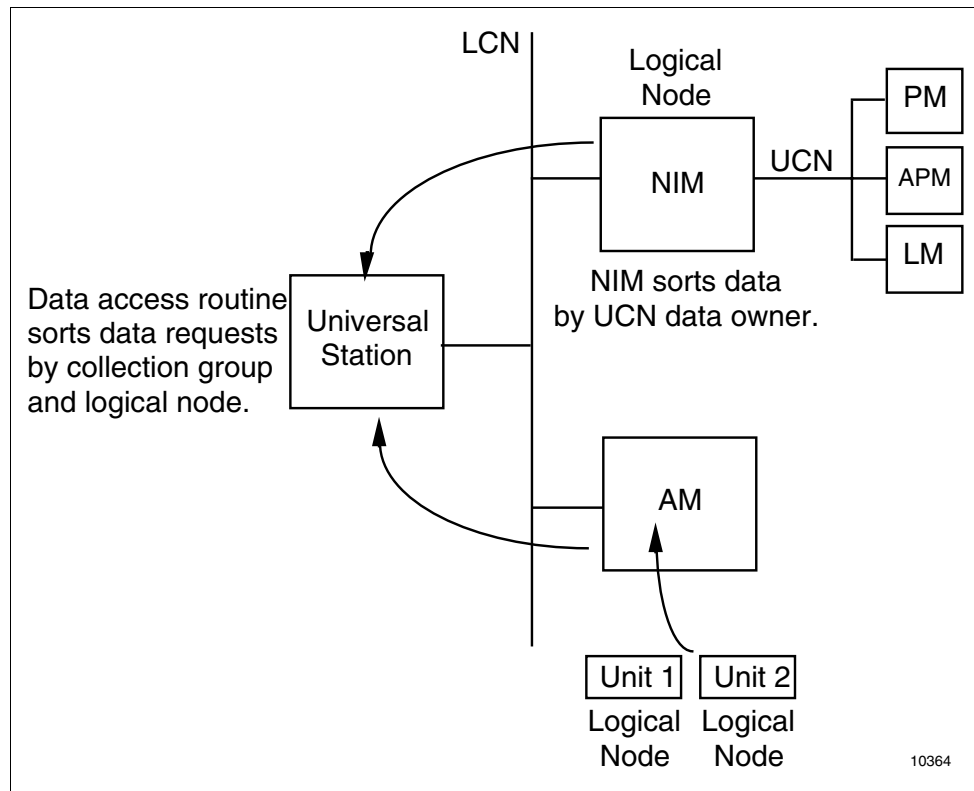 LCN
Logical
Node
NIM
UCN
PM
APM
LM
NIM sorts data
by UCN data owner.
Data access routine
sorts data requests
by collection group
and logical node.
Universal
Station
AM
Unit 1
Unit 2
Logical
Node
Logical
Node
10364